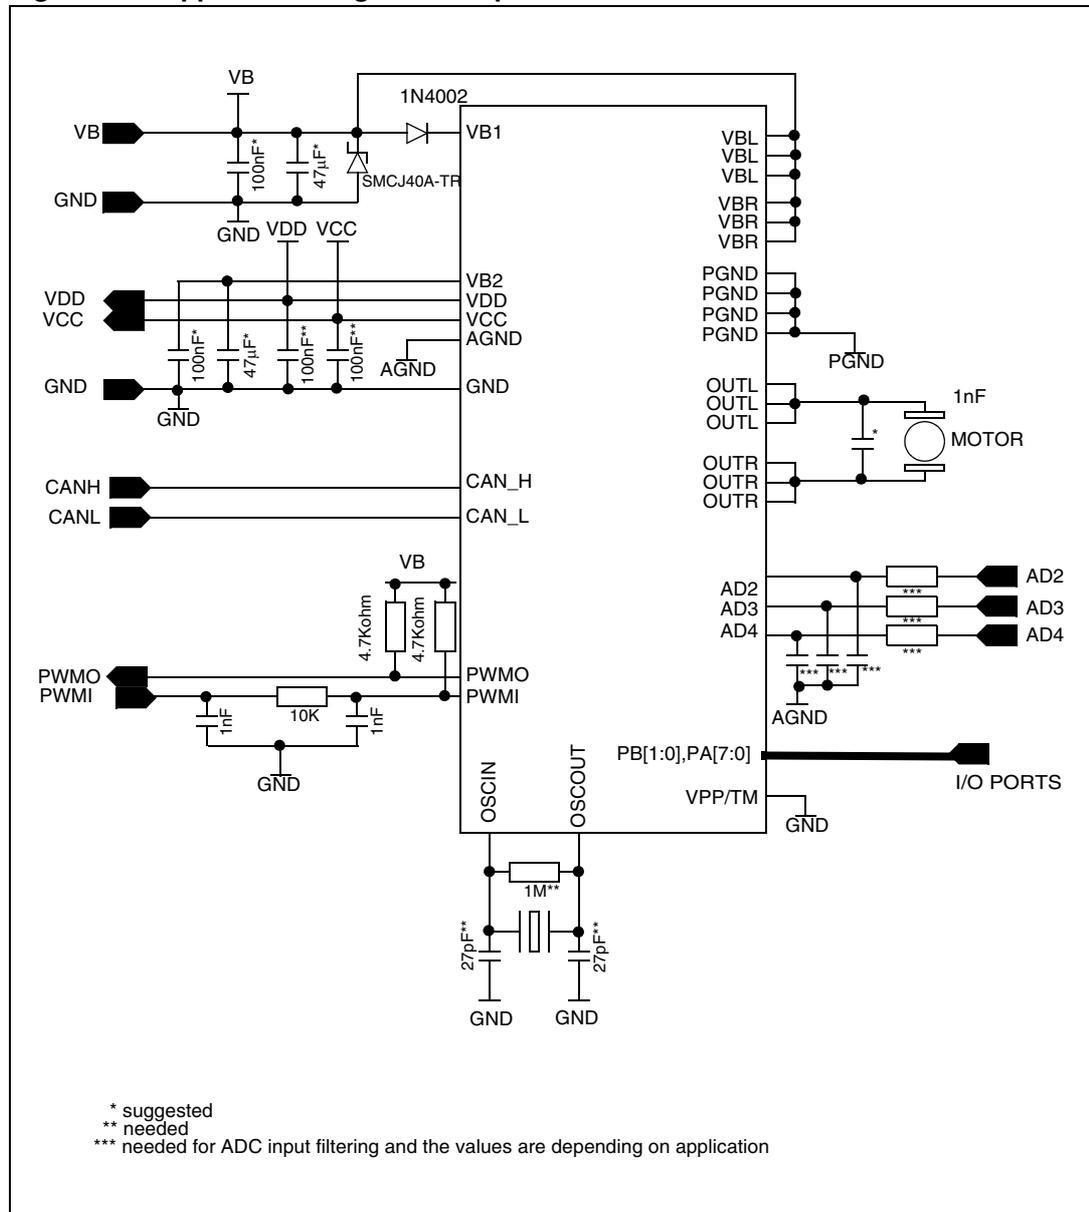 VB
1N4002
VB
VB1
100nF*
47µF*
SMCJ40A-TR
GND
GND
VDD
VCC
VB2
VDD
VDD
VCC
VCC
AGND
AGND
100nF*
47µF*
100nF**
100nF**
GND
GND
GND
CANH
CAN_H
CANL
CAN_L
VB
4.7Kohm
4.7Kohm
PWMO
PWMO
PWMI
PWMI
1nF
10K
1nF
GND
VBL
VBL
VBL
VBR
VBR
VBR
PGND
PGND
PGND
PGND
PGND
OUTL
OUTL
OUTL
1nF
*
MOTOR
OUTR
OUTR
OUTR
AD2
AD2
***
AD3
AD3
***
AD4
AD4
***
***
***
***
AGND
PB[1:0],PA[7:0]
I/O PORTS
VPP/TM
GND
OSCIN
OSCOUT
1M**
27pF**
27pF**
GND
GND
* suggested
** needed
*** needed for ADC input filtering and the values are depending on application